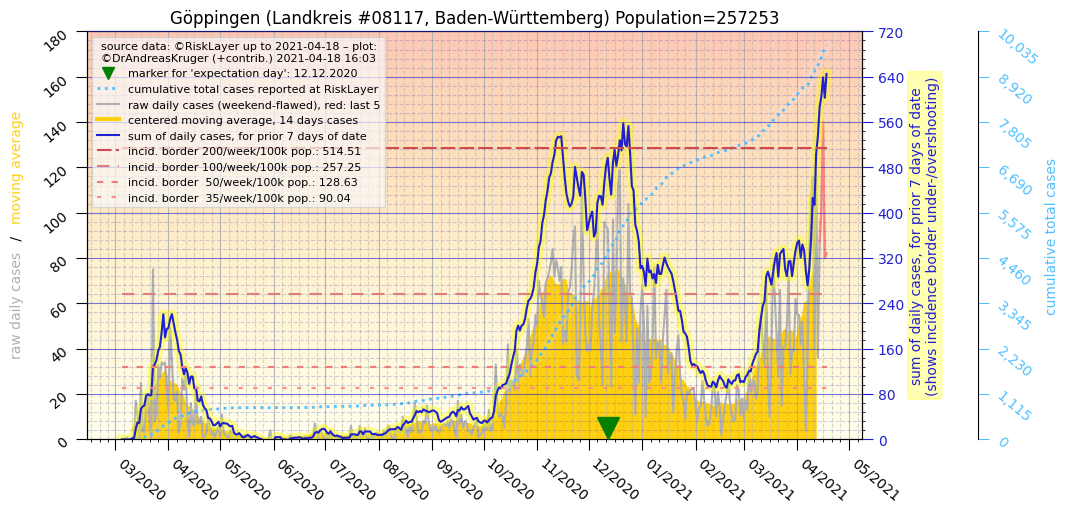 Göppingen (Landkreis #08117, Baden-Württemberg) Population=257253
source data: ©RiskLayer up to 2021-04-18 – plot:
©DrAndreasKruger (+contrib.) 2021-04-18 16:03
marker for 'expectation day': 12.12.2020
cumulative total cases reported at RiskLayer
raw daily cases (weekend-flawed), red: last 5
centered moving average, 14 days cases
sum of daily cases, for prior 7 days of date
incid. border 200/week/100k pop.: 514.51
incid. border 100/week/100k pop.: 257.25
incid. border  50/week/100k pop.: 128.63
incid. border  35/week/100k pop.: 90.04
raw daily cases / moving average
180
160
140
120
100
80
60
40
20
0
03/2020
04/2020
05/2020
06/2020
07/2020
08/2020
09/2020
10/2020
11/2020
12/2020
01/2021
02/2021
03/2021
04/2021
05/2021
720
640
560
480
400
320
240
160
80
0
sum of daily cases, for prior 7 days of date
(shows incidence border under-/overshooting)
10,035
8,920
7,805
6,690
5,575
4,460
3,345
2,230
1,115
0
cumulative total cases